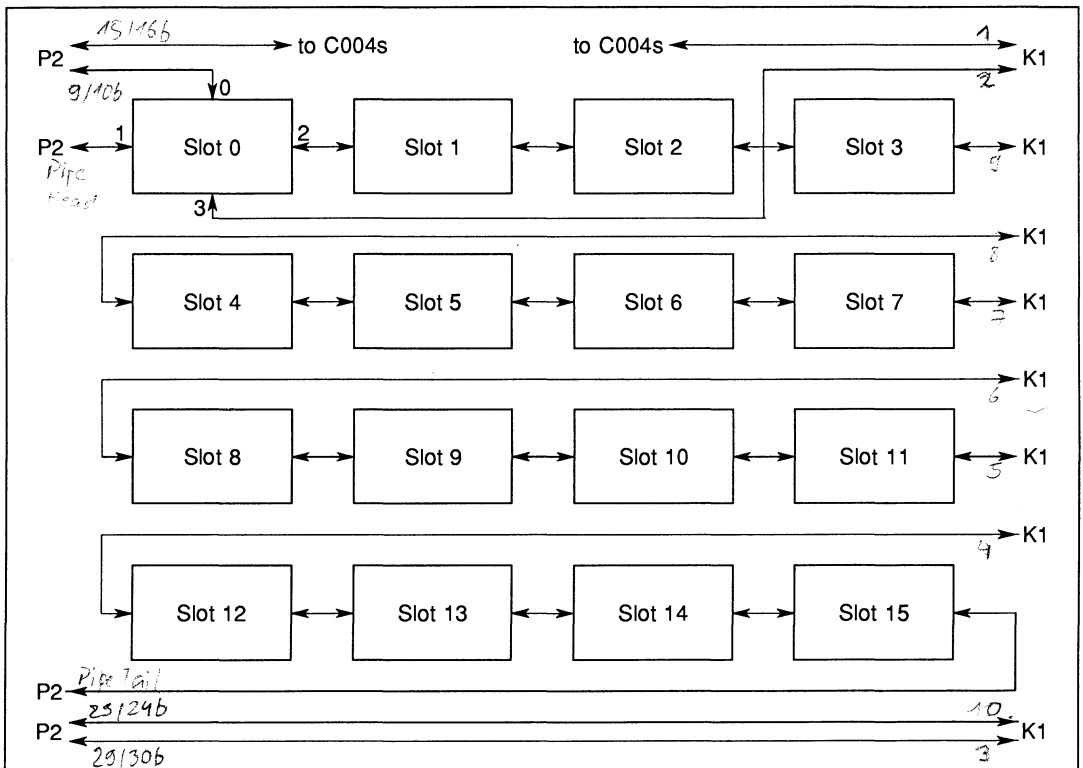 15/16b
1
P2 to C004s to C004s K1
9/10b 0 2
P2 1 Slot 0 2 Slot 1 Slot 2 Slot 3 K1
Pipe 9
Head
3
K1
8
Slot 4 Slot 5 Slot 6 Slot 7 K1
7
K1
6
Slot 8 Slot 9 Slot 10 Slot 11 K1
5
K1
4
Slot 12 Slot 13 Slot 14 Slot 15
Pipe Tail
P2
23/24b 10
P2 K1
29/30b 3